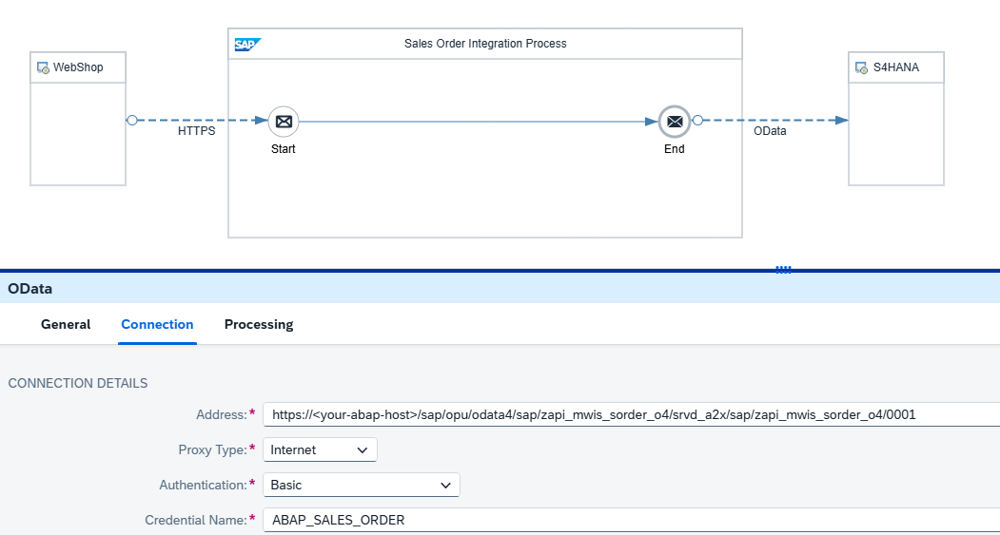 SAP
Sales Order Integration Process
WebShop
S4HANA
HTTPS
OData
Start
End
OData
General
Connection
Processing
CONNECTION DETAILS
Address:* https://<your-abap-host>/sap/opu/odata4/sap/zapi_mwis_sorder_o4/srvd_a2x/sap/zapi_mwis_sorder_o4/0001
Proxy Type:* Internet
Authentication:* Basic
Credential Name:* ABAP_SALES_ORDER